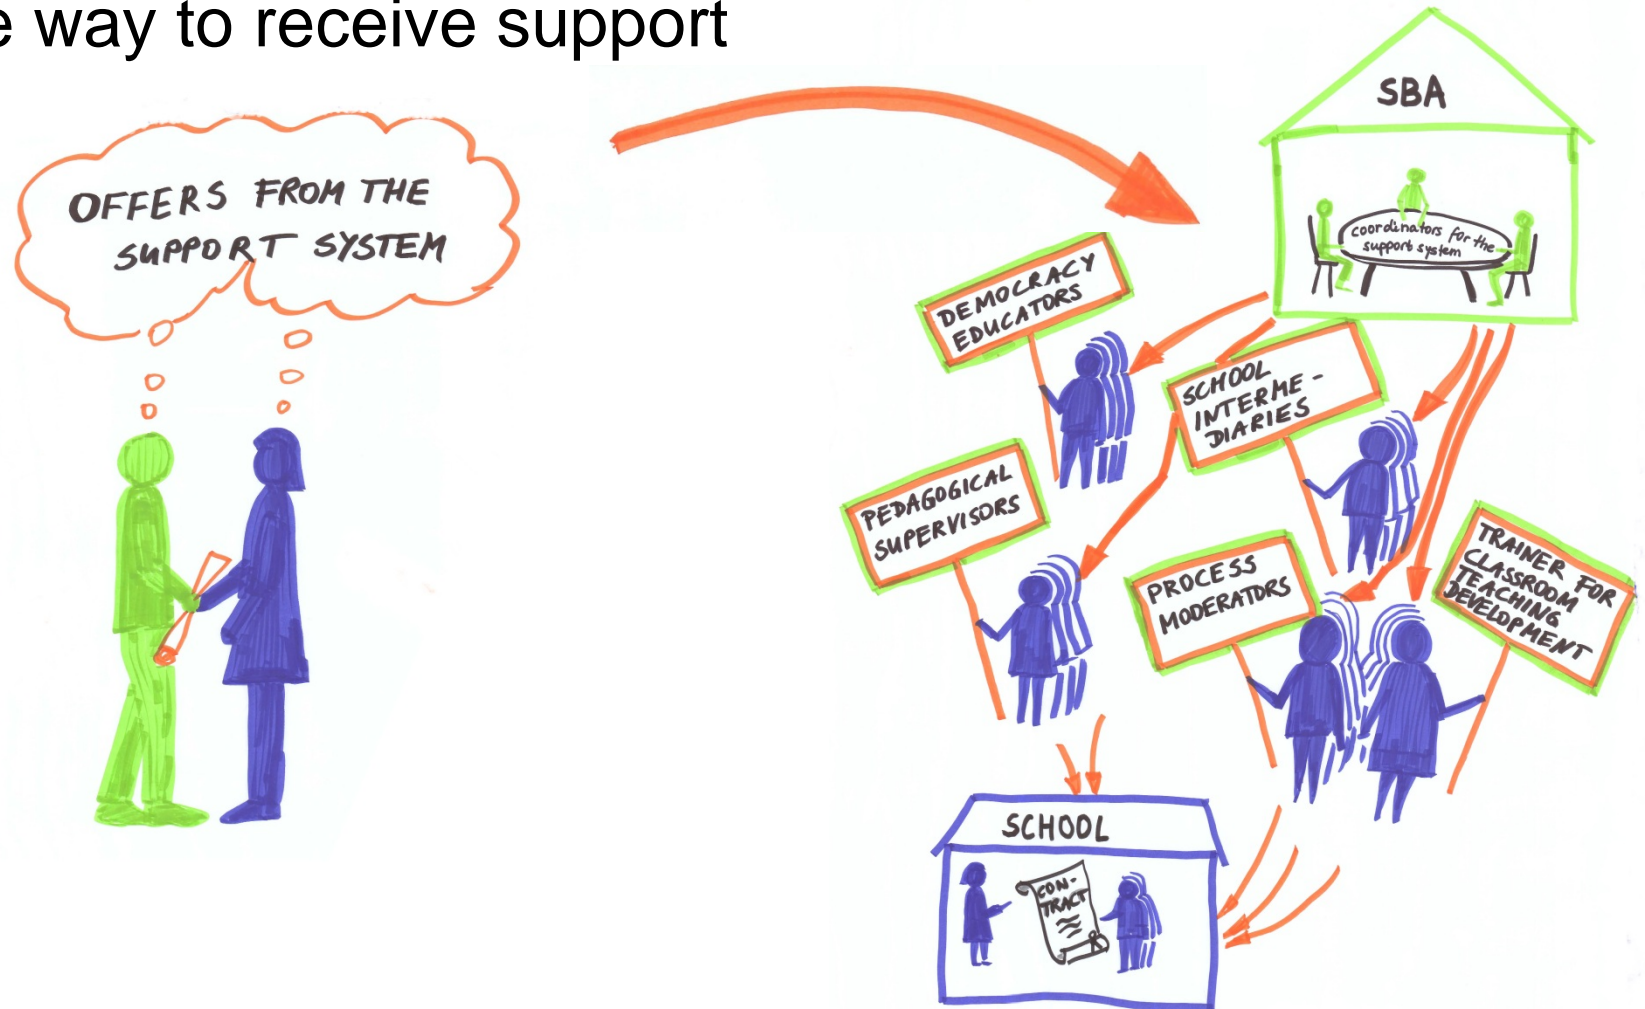 e way to receive support
OFFERS FROM THE
SUPPORT SYSTEM
SBA
coordinators for the
support system
DEMOCRACY
EDUCATORS
SCHOOL
INTERME-
DIARIES
PEDAGOGICAL
SUPERVISORS
PROCESS
MODERATORS
TRAINER FOR
CLASSROOM
TEACHING
DEVELOPMENT
SCHOOL
CON-
TRACT